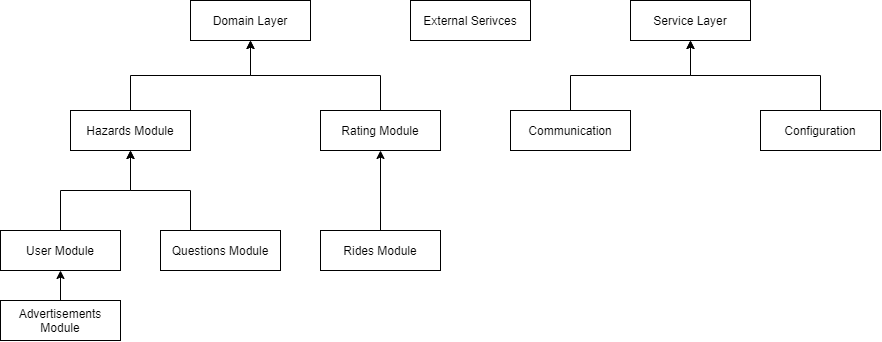 Domain Layer
External Serivces
Service Layer
Hazards Module
Rating Module
Communication
Configuration
User Module
Questions Module
Rides Module
Advertisements
Module